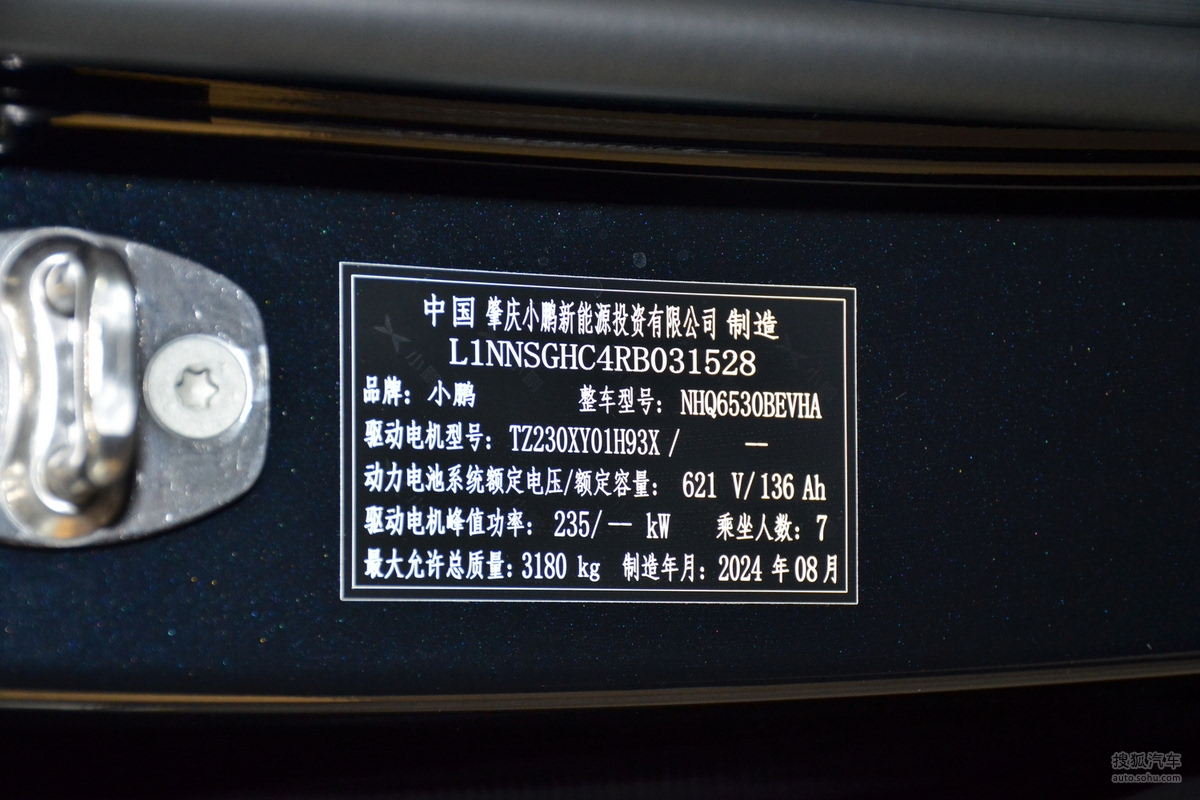 中国 肇庆小鹏新能源投资有限公司 制造
L1NNSGHC4RB031528
品牌：小鹏 整车型号：NHQ6530BEVHA
驱动电机型号：TZ230XY01H93X / —
动力电池系统额定电压/额定容量：621 V/136 Ah
驱动电机峰值功率：235/— kW 乘坐人数：7
最大允许总质量：3180 kg 制造年月：2024 年 08 月
搜狐汽车
auto.sohu.com